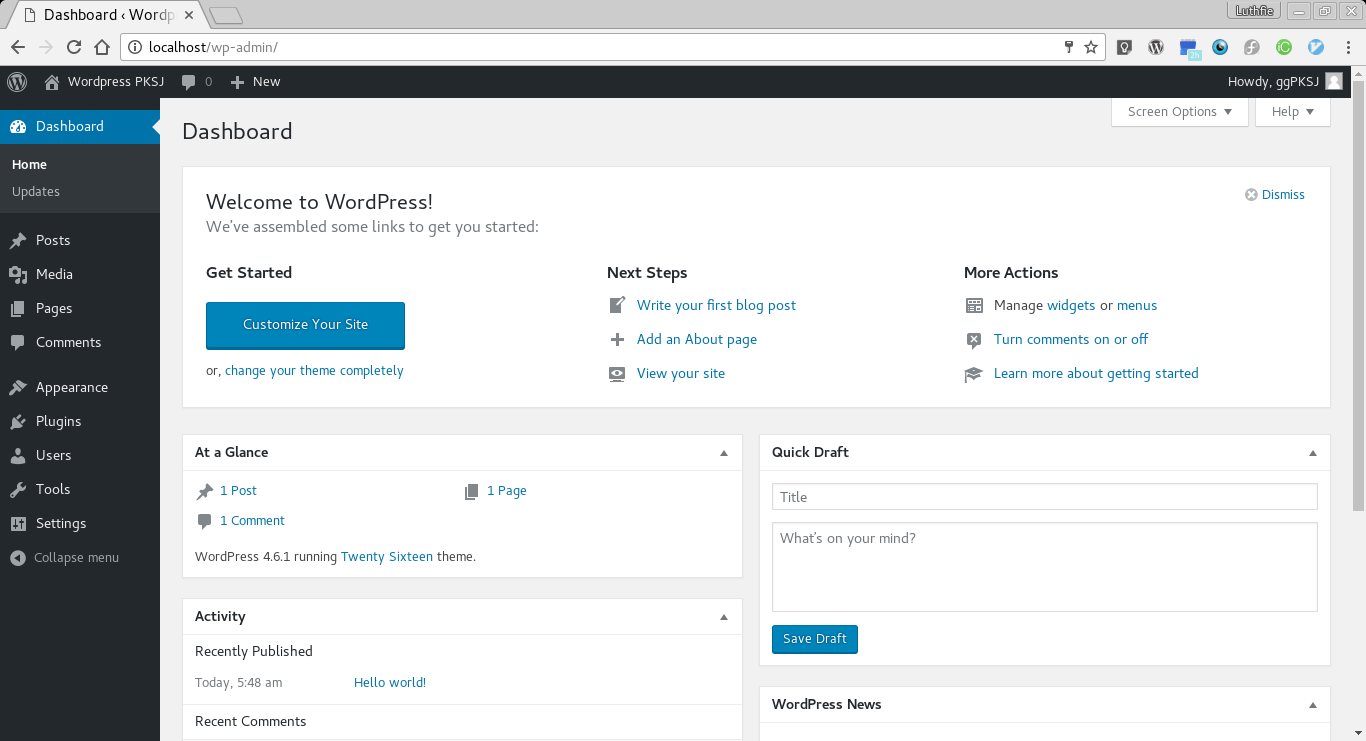 Dashboard ‹ Wordp
Luthfie
localhost/wp-admin/
2h
Wordpress PKSJ 0 New Howdy, ggPKSJ
Dashboard
Home
Updates
Posts
Media
Pages
Comments
Appearance
Plugins
Users
Tools
Settings
Collapse menu
Screen Options Help
Dashboard
Welcome to WordPress!
Dismiss
We've assembled some links to get you started:
Get Started
Customize Your Site
or, change your theme completely
Next Steps
Write your first blog post
Add an About page
View your site
More Actions
Manage widgets or menus
Turn comments on or off
Learn more about getting started
At a Glance
1 Post 1 Page
1 Comment
WordPress 4.6.1 running Twenty Sixteen theme.
Activity
Recently Published
Today, 5:48 am Hello world!
Recent Comments
Quick Draft
Title
What's on your mind?
Save Draft
WordPress News